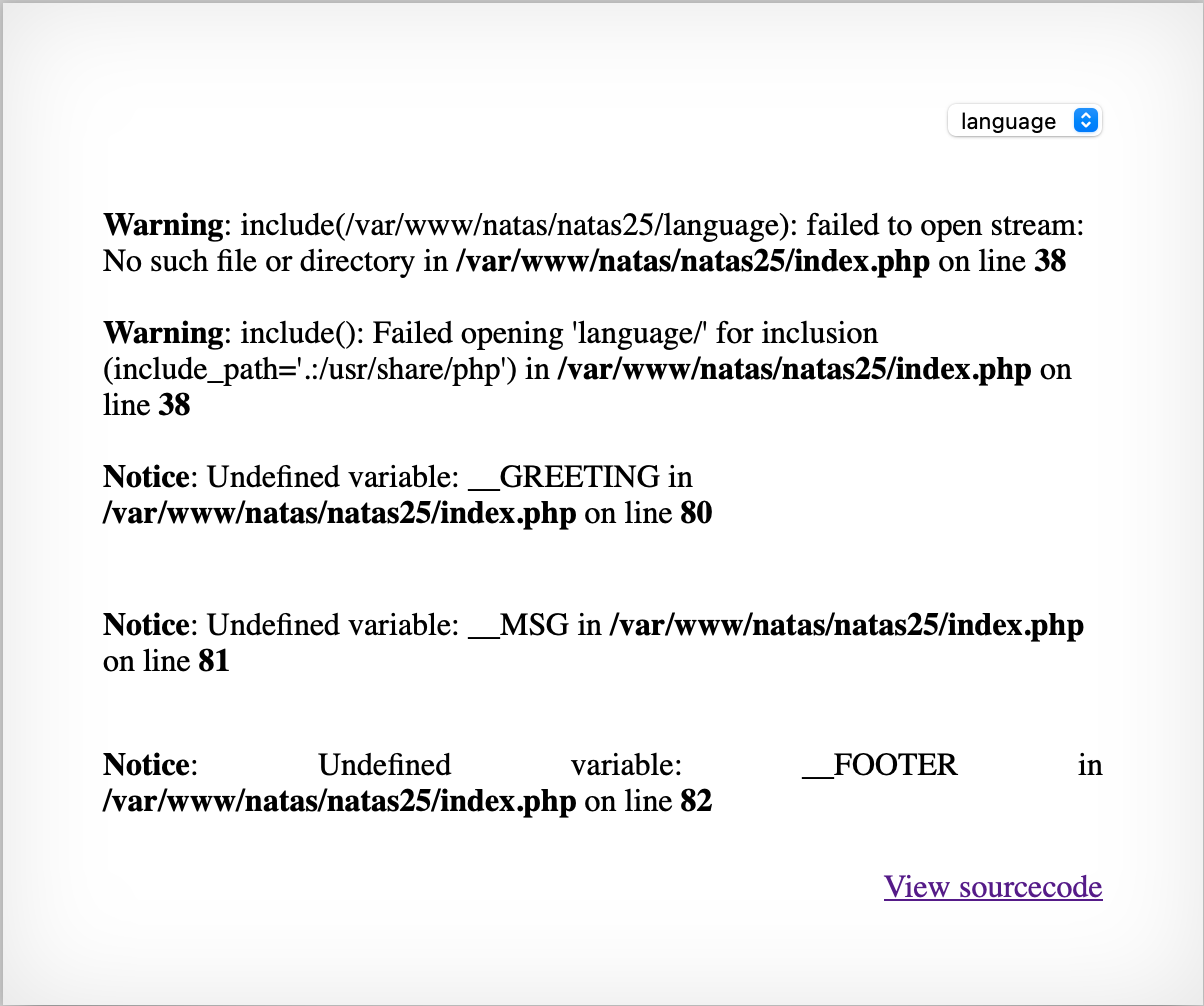 language
Warning: include(/var/www/natas/natas25/language): failed to open stream:
No such file or directory in /var/www/natas/natas25/index.php on line 38
Warning: include(): Failed opening 'language/' for inclusion
(include_path='.:/usr/share/php') in /var/www/natas/natas25/index.php on
line 38
Notice: Undefined variable: __GREETING in
/var/www/natas/natas25/index.php on line 80
Notice: Undefined variable: __MSG in /var/www/natas/natas25/index.php
on line 81
Notice: Undefined variable: __FOOTER in
/var/www/natas/natas25/index.php on line 82
View sourcecode